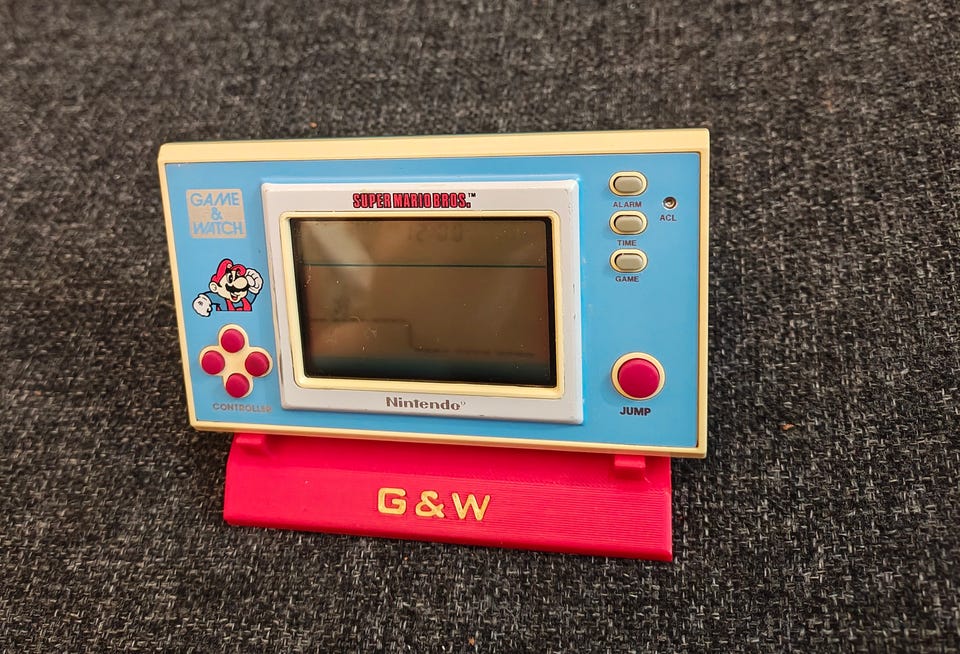 GAME
&
WATCH
SUPER MARIO BROS.™
ALARM
ACL
TIME
GAME
CONTROLLER
Nintendo®
JUMP
G&W